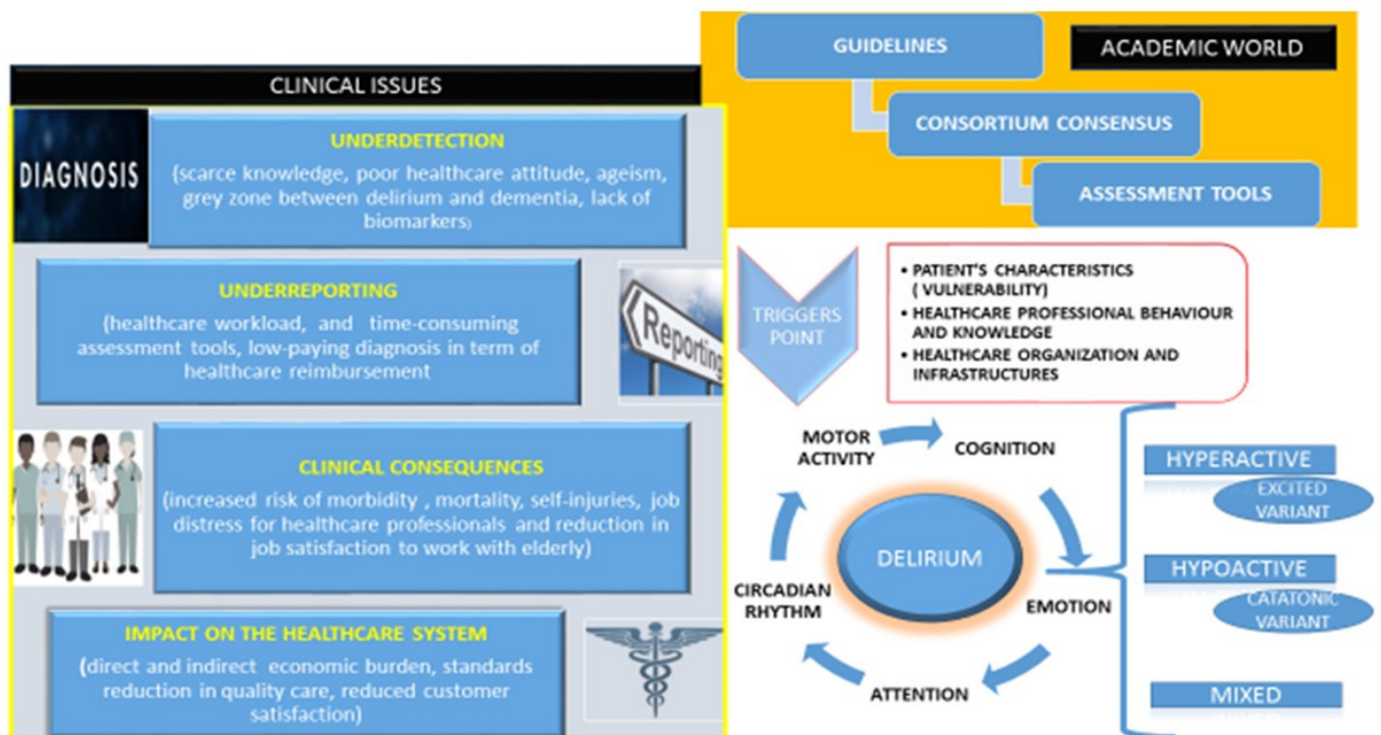 CLINICAL ISSUES
DIAGNOSIS
UNDERDETECTION
(scarce knowledge, poor healthcare attitude, ageism,
grey zone between delirium and dementia, lack of
biomarkers)
UNDERREPORTING
(healthcare workload, and time-consuming
assessment tools, low-paying diagnosis in term of
healthcare reimbursement
Reporting
CLINICAL CONSEQUENCES
(increased risk of morbidity , mortality, self-injuries, job
distress for healthcare professionals and reduction in
job satisfaction to work with elderly)
IMPACT ON THE HEALTHCARE SYSTEM
(direct and indirect economic burden, standards
reduction in quality care, reduced customer
satisfaction)
GUIDELINES
ACADEMIC WORLD
CONSORTIUM CONSENSUS
ASSESSMENT TOOLS
TRIGGERS
POINT
• PATIENT'S CHARACTERISTICS
( VULNERABILITY)
• HEALTHCARE PROFESSIONAL BEHAVIOUR
AND KNOWLEDGE
• HEALTHCARE ORGANIZATION AND
INFRASTRUCTURES
MOTOR
ACTIVITY
COGNITION
DELIRIUM
CIRCADIAN
RHYTHM
EMOTION
ATTENTION
HYPERACTIVE
EXCITED
VARIANT
HYPOACTIVE
CATATONIC
VARIANT
MIXED